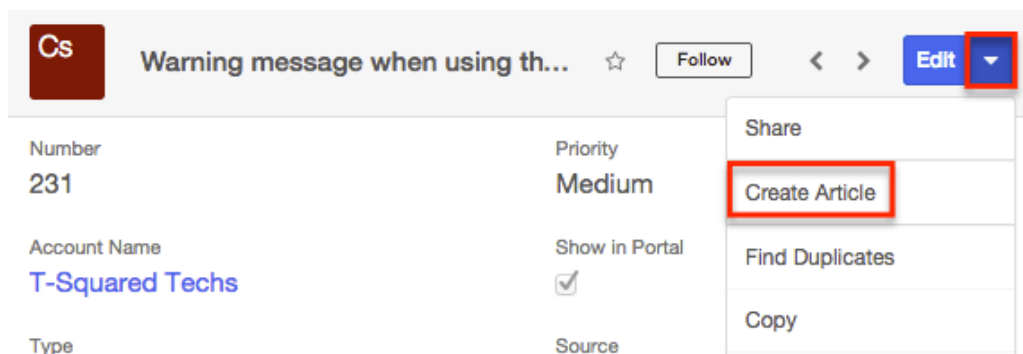 Cs
Warning message when using th...
Follow
Edit
Share
Number
Priority
231
Medium
Create Article
Account Name
Show in Portal
Find Duplicates
T-Squared Techs
Copy
Type
Source